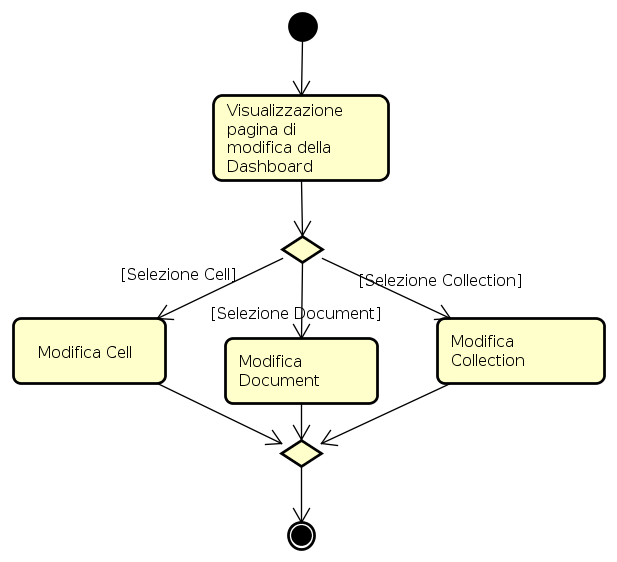 Visualizzazione
pagina di
modifica della
Dashboard
[Selezione Cell]
[Selezione Collection]
[Selezione Document]
Modifica Cell
Modifica
Document
Modifica
Collection